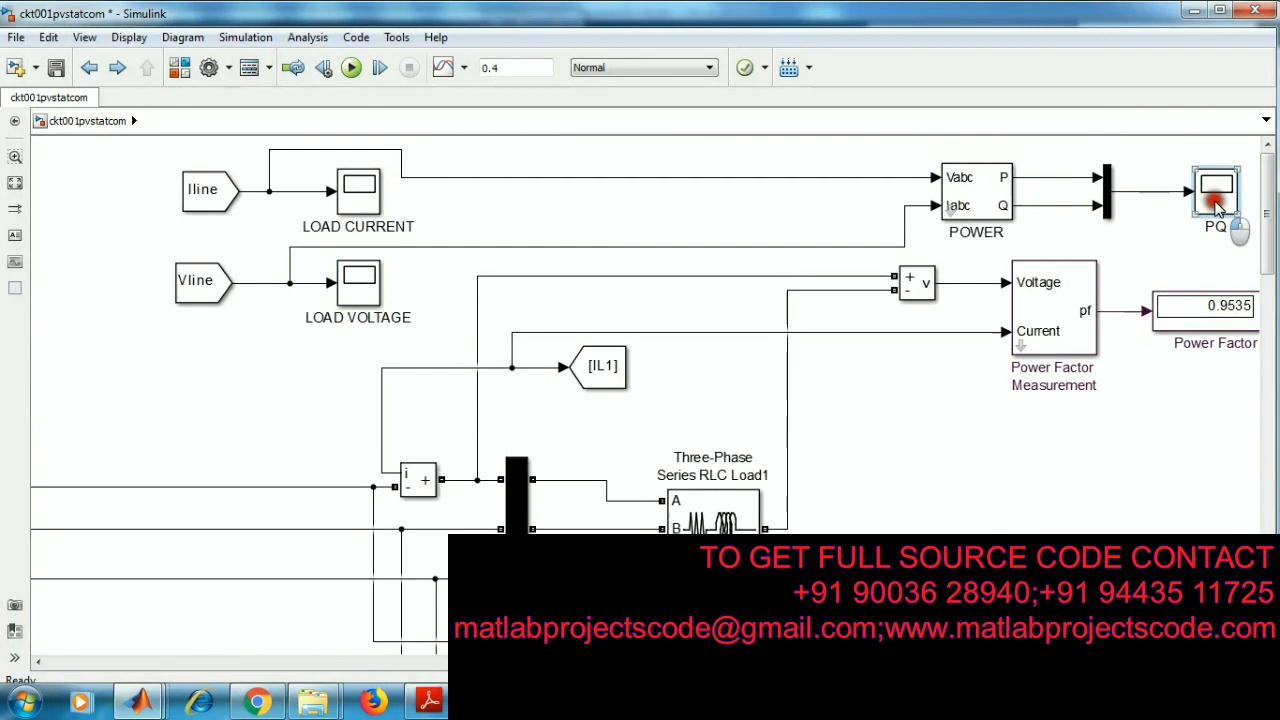 ckt001pvstatcom * - Simulink
File Edit View Display Diagram Simulation Analysis Code Tools Help
0.4 Normal
ckt001pvstatcom
ckt001pvstatcom
Iline
LOAD CURRENT
Vabc P
Iabc Q
POWER
PQ
Vline
LOAD VOLTAGE
+
- v
Voltage
pf
Current
Power Factor
Measurement
0.9535
Power Factor
[IL1]
i
- +
Three-Phase
Series RLC Load1
A
B
TO GET FULL SOURCE CODE CONTACT
+91 90036 28940;+91 94435 11725
matlabprojectscode@gmail.com;www.matlabprojectscode.com
Ready